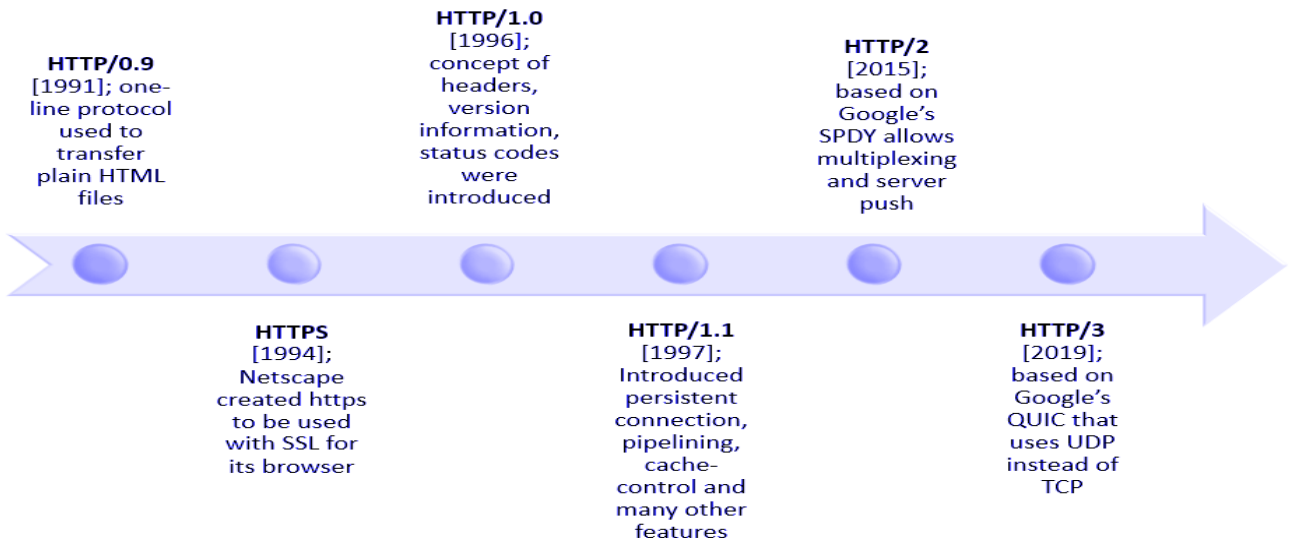 HTTP/0.9
[1991]; one-
line protocol
used to
transfer
plain HTML
files
HTTPS
[1994];
Netscape
created https
to be used
with SSL for
its browser
HTTP/1.0
[1996];
concept of
headers,
version
information,
status codes
were
introduced
HTTP/1.1
[1997];
Introduced
persistent
connection,
pipelining,
cache-
control and
many other
features
HTTP/2
[2015];
based on
Google’s
SPDY allows
multiplexing
and server
push
HTTP/3
[2019];
based on
Google’s
QUIC that
uses UDP
instead of
TCP